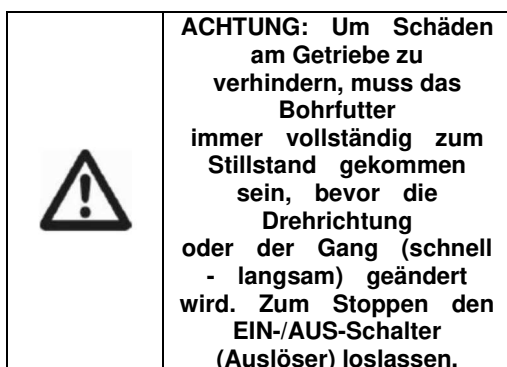 ACHTUNG: Um Schäden
am Getriebe zu
verhindern, muss das
Bohrfutter
immer vollständig zum
Stillstand gekommen
sein, bevor die
Drehrichtung
oder der Gang (schnell
- langsam) geändert
wird. Zum Stoppen den
EIN-/AUS-Schalter
(Auslöser) loslassen.